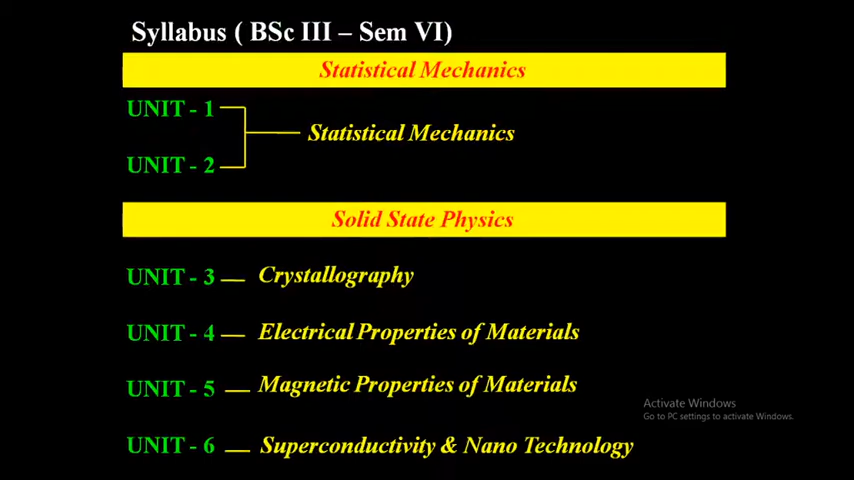 Syllabus ( BSc III – Sem VI)
Statistical Mechanics
UNIT - 1
Statistical Mechanics
UNIT - 2
Solid State Physics
UNIT - 3 Crystallography
UNIT - 4 Electrical Properties of Materials
UNIT - 5 Magnetic Properties of Materials
Activate Windows
Go to PC settings to activate Windows.
UNIT - 6 Superconductivity & Nano Technology